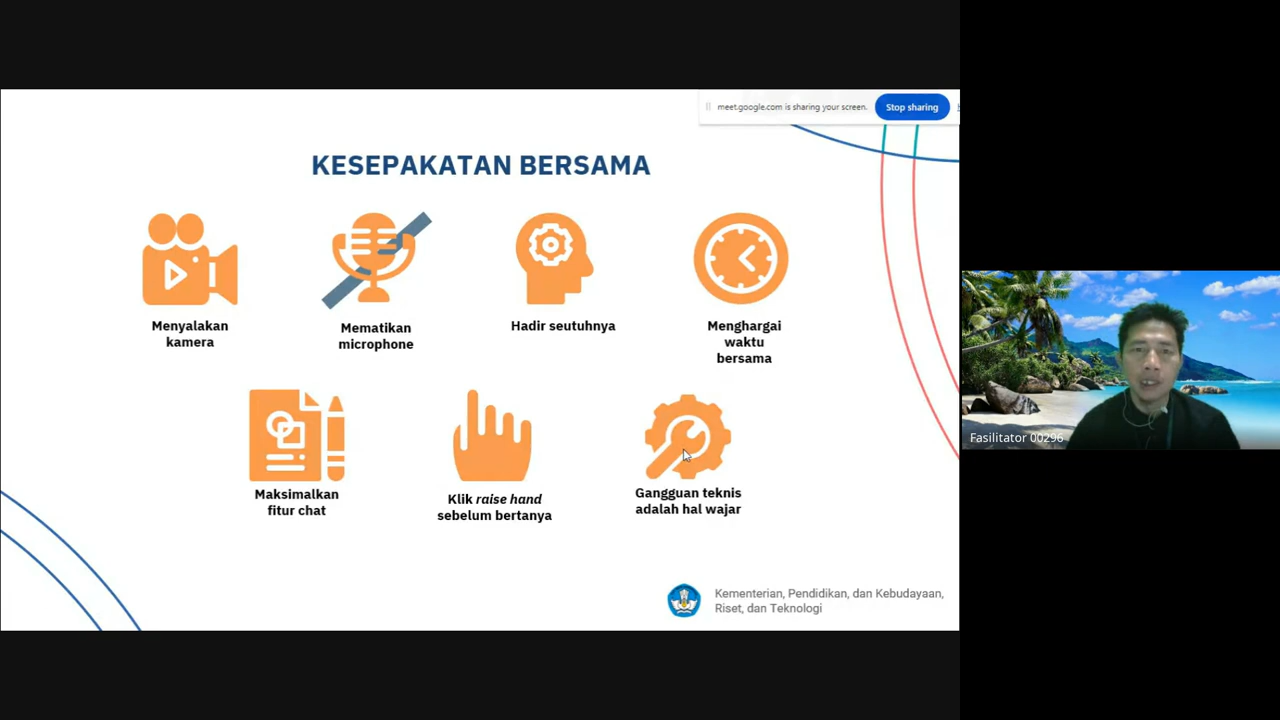 meet.google.com is sharing your screen.
Stop sharing
KESEPAKATAN BERSAMA
Menyalakan
kamera
Mematikan
microphone
Hadir seutuhnya
Menghargai
waktu
bersama
Maksimalkan
fitur chat
Klik raise hand
sebelum bertanya
Gangguan teknis
adalah hal wajar
Kementerian, Pendidikan, dan Kebudayaan,
Riset, dan Teknologi
Fasilitator 00296